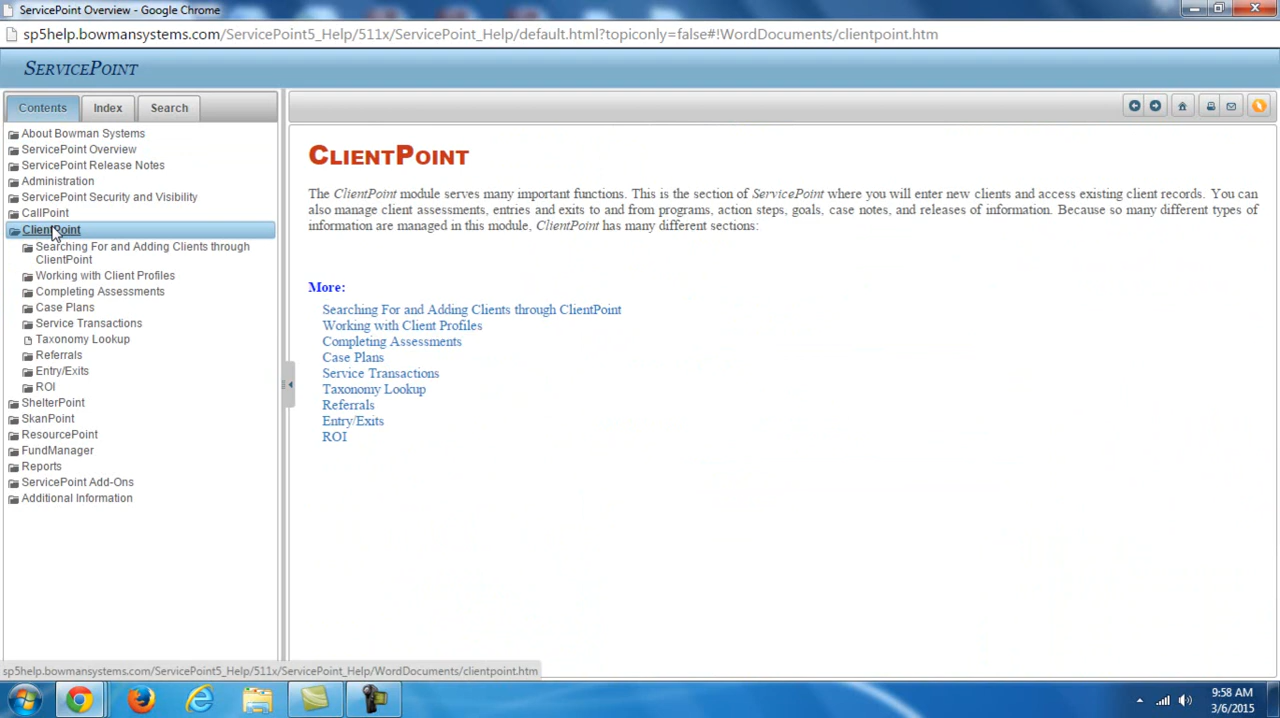 ServicePoint Overview - Google Chrome
sp5help.bowmansystems.com/ServicePoint5_Help/511x/ServicePoint_Help/default.html?topiconly=false#!WordDocuments/clientpoint.htm
SERVICEPOINT
Contents
Index
Search
About Bowman Systems
ServicePoint Overview
ServicePoint Release Notes
Administration
ServicePoint Security and Visibility
CallPoint
ClientPoint
Searching For and Adding Clients through
ClientPoint
Working with Client Profiles
Completing Assessments
Case Plans
Service Transactions
Taxonomy Lookup
Referrals
Entry/Exits
ROI
ShelterPoint
SkanPoint
ResourcePoint
FundManager
Reports
ServicePoint Add-Ons
Additional Information
CLIENTPOINT
The ClientPoint module serves many important functions. This is the section of ServicePoint where you will enter new clients and access existing client records. You can
also manage client assessments, entries and exits to and from programs, action steps, goals, case notes, and releases of information. Because so many different types of
information are managed in this module, ClientPoint has many different sections:
More:
Searching For and Adding Clients through ClientPoint
Working with Client Profiles
Completing Assessments
Case Plans
Service Transactions
Taxonomy Lookup
Referrals
Entry/Exits
ROI
sp5help.bowmansystems.com/ServicePoint5_Help/511x/ServicePoint_Help/WordDocuments/clientpoint.htm
9:58 AM
3/6/2015